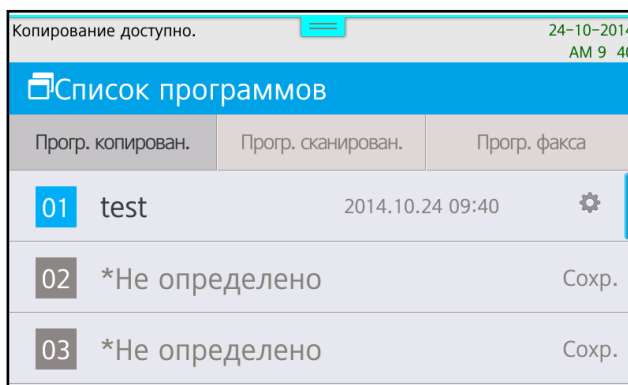 Копирование доступно.
24-10-2014
AM 9 40
Список программов
Прогр. копирован.
Прогр. сканирован.
Прогр. факса
01 test 2014.10.24 09:40
02 *Не определено Сохр.
03 *Не определено Сохр.